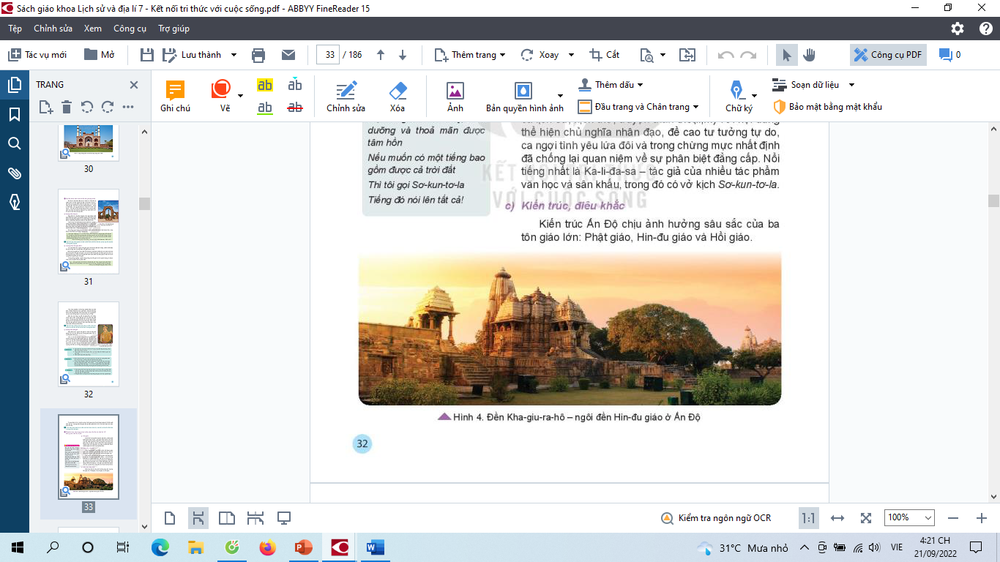 Sách giáo khoa Lịch sử và địa lí 7 - Kết nối tri thức với cuộc sống.pdf - ABBYY FineReader 15
Tệp Chỉnh sửa Xem Công cụ Trợ giúp
Tác vụ mới Mở Lưu thành 33 / 186 Thêm trang Xoay Cắt Công cụ PDF 0
TRANG
Ghi chú Vẽ Chỉnh sửa Xóa Ảnh Bản quyền hình ảnh Thêm dấu Đầu trang và Chân trang Chữ ký Soạn dữ liệu Bảo mật bằng mật khẩu
30
31
32
33
dưỡng và thoả mãn được
tâm hồn
Nếu muốn có một tiếng bao
gồm được cả trời đất
Thì tôi gọi Sơ-kun-tơ-la
Tiếng đó nói lên tất cả!
thể hiện chủ nghĩa nhân đạo, đề cao tư tưởng tự do,
ca ngợi tình yêu lứa đôi và trong chừng mực nhất định
đã chống lại quan niệm về sự phân biệt đẳng cấp. Nổi
tiếng nhất là Ka-li-đa-sa – tác giả của nhiều tác phẩm
văn học và sân khấu, trong đó có vở kịch Sơ-kun-tơ-la.
KẾT NỐI TRI THỨC
VỚI CUỘC SỐNG
c) Kiến trúc, điêu khắc
Kiến trúc Ấn Độ chịu ảnh hưởng sâu sắc của ba
tôn giáo lớn: Phật giáo, Hin-đu giáo và Hồi giáo.
Hình 4. Đền Kha-giu-ra-hô – ngôi đền Hin-đu giáo ở Ấn Độ
32
Kiểm tra ngôn ngữ OCR 1:1 100%
31°C Mưa nhỏ VIE 4:21 CH
21/09/2022